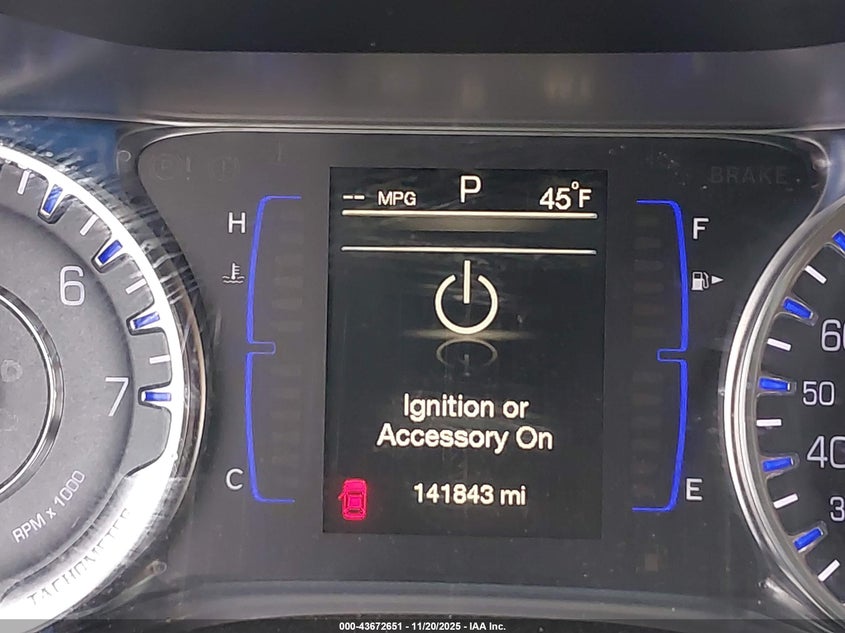 -- MPG P 45°F
H
F
6
7
RPM x 1000
TACHOMETER
BRAKE
60
50
40
Ignition or
Accessory On
C
E
141843 mi
000-43672651 - 11/20/2025 - IAA Inc.